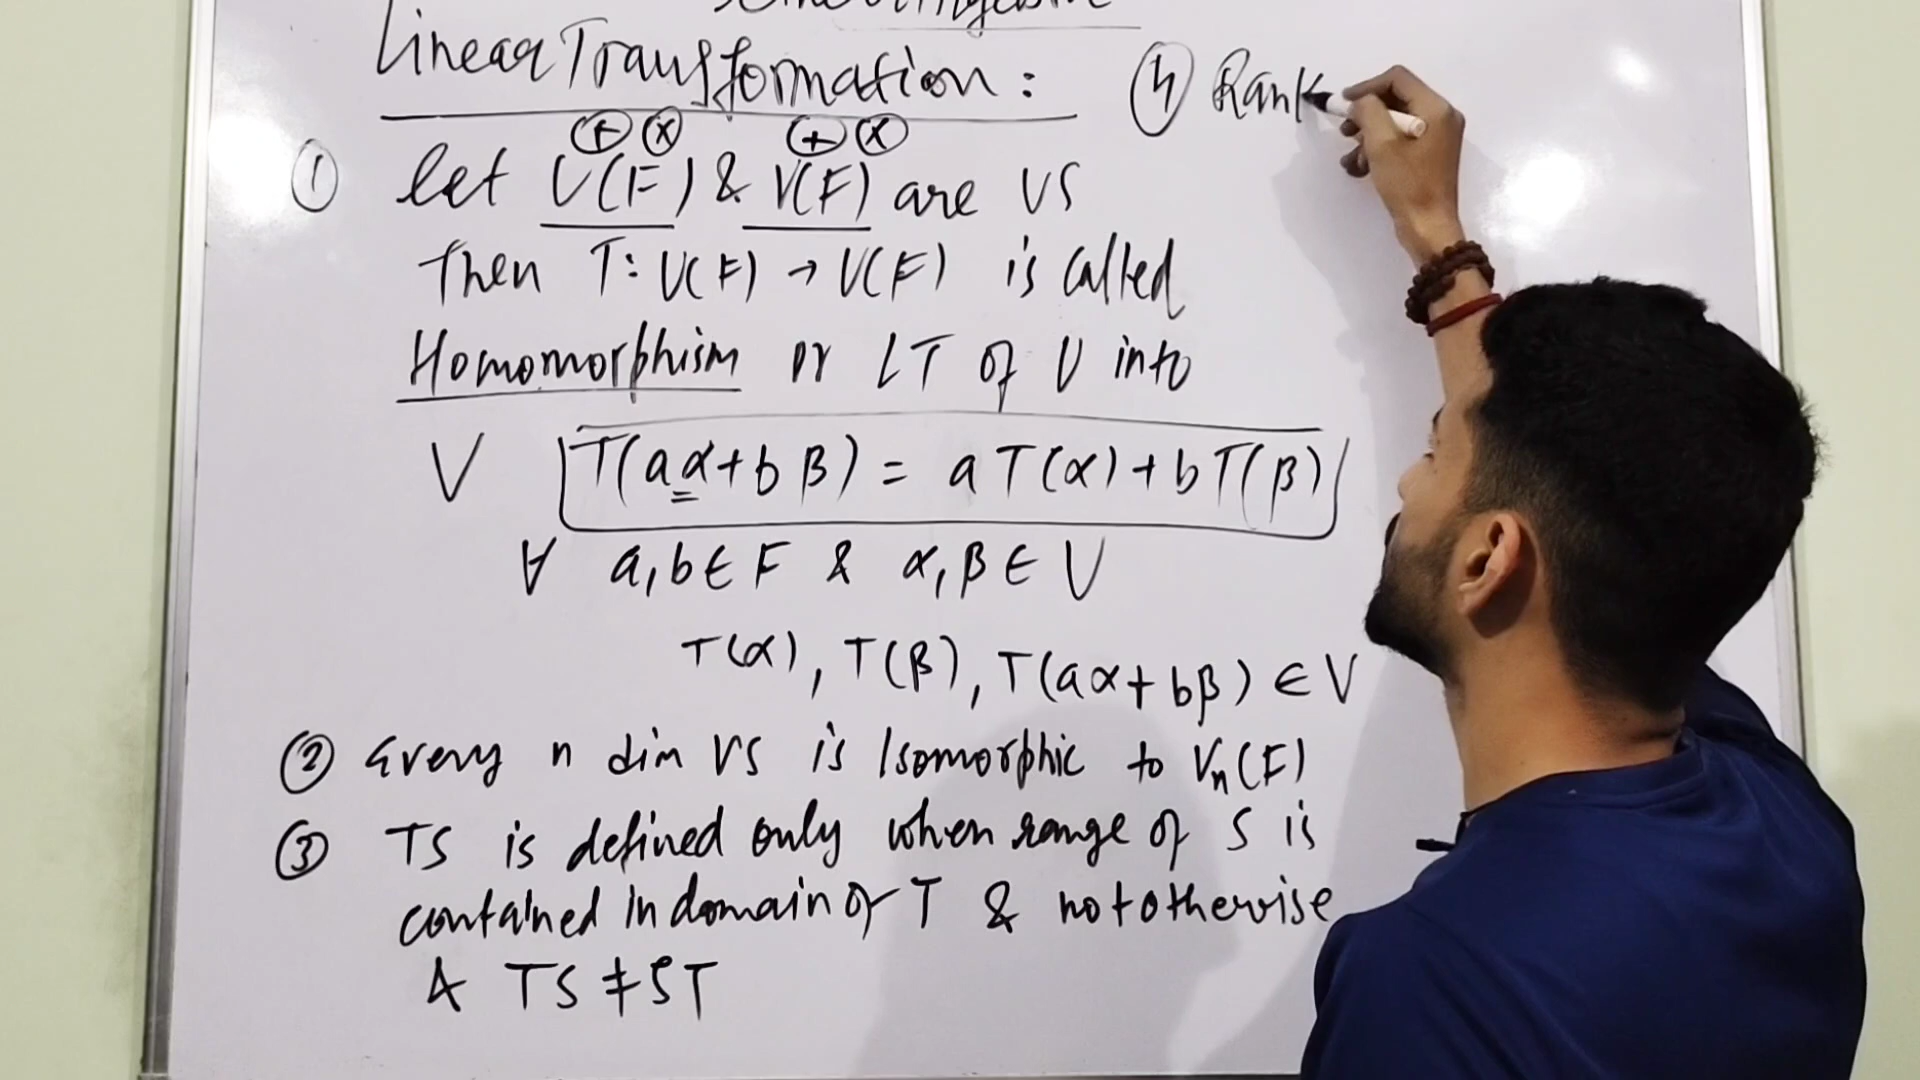 Linear Transformation :
④ Rank
+ x + x
① let U(F) & V(F) are VS
then T: U(F) → V(F) is called
Homomorphism or LT of U into
V T(aα+bβ) = aT(α)+bT(β)
∀ a,b ∈ F & α,β ∈ U
T(α), T(β), T(aα+bβ) ∈ V
② Every n dim VS is Isomorphic to Vₙ(F)
③ TS is defined only when range of S is
contained in domain of T & not otherwise
& TS ≠ ST